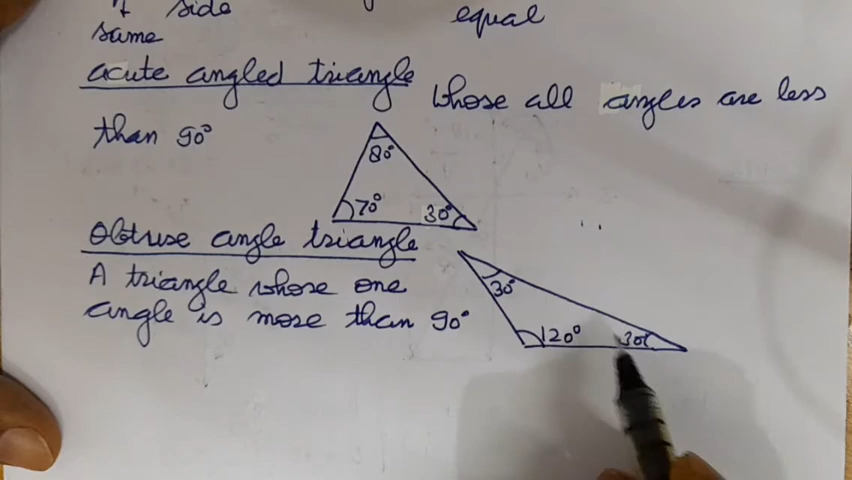 side
equal
same
acute angled triangle whose all angles are less
than 90°
80°
70° 30°
Obtuse angle triangle
A triangle whose one
angle is more than 90°
30°
120° 30